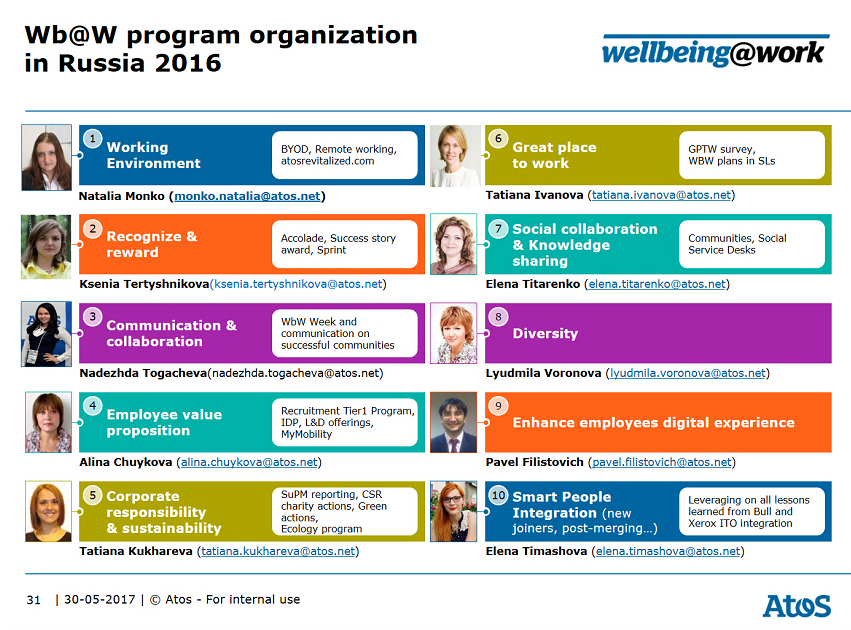 Wb@W program organization
in Russia 2016
wellbeing@work
1
Working
Environment
BYOD, Remote working,
atosrevitalized.com
Natalia Monko (monko.natalia@atos.net)
2
Recognize &
reward
Accolade, Success story
award, Sprint
Ksenia Tertyshnikova(ksenia.tertyshnikova@atos.net)
3
Communication &
collaboration
WbW Week and
communication on
successful communities
Nadezhda Togacheva(nadezhda.togacheva@atos.net)
4
Employee value
proposition
Recruitment Tier1 Program,
IDP, L&D offerings,
MyMobility
Alina Chuykova (alina.chuykova@atos.net)
5
Corporate
responsibility
& sustainability
SuPM reporting, CSR
charity actions, Green
actions,
Ecology program
Tatiana Kukhareva (tatiana.kukhareva@atos.net)
6
Great place
to work
GPTW survey,
WBW plans in SLs
Tatiana Ivanova (tatiana.ivanova@atos.net)
7
Social collaboration
& Knowledge
sharing
Communities, Social
Service Desks
Elena Titarenko (elena.titarenko@atos.net)
8
Diversity
Lyudmila Voronova (lyudmila.voronova@atos.net)
9
Enhance employees digital experience
Pavel Filistovich (pavel.filistovich@atos.net)
10
Smart People
Integration (new
joiners, post-merging…)
Leveraging on all lessons
learned from Bull and
Xerox ITO integration
Elena Timashova (elena.timashova@atos.net)
31 | 30-05-2017 | © Atos - For internal use
Atos